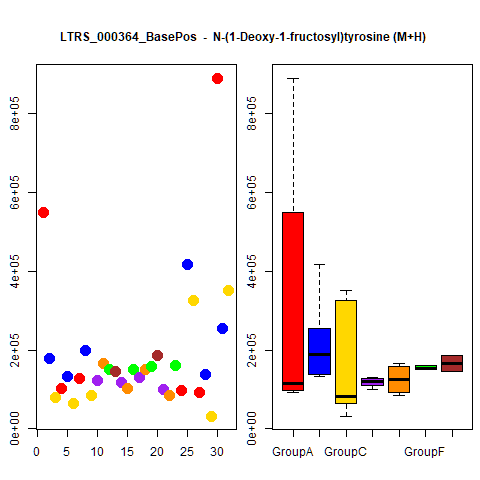 LTRS_000364_BasePos - N-(1-Deoxy-1-fructosyl)tyrosine (M+H)
0e+00 2e+05 4e+05 6e+05 8e+05
0 5 10 15 20 25 30
0e+00 2e+05 4e+05 6e+05 8e+05
GroupA GroupC GroupF